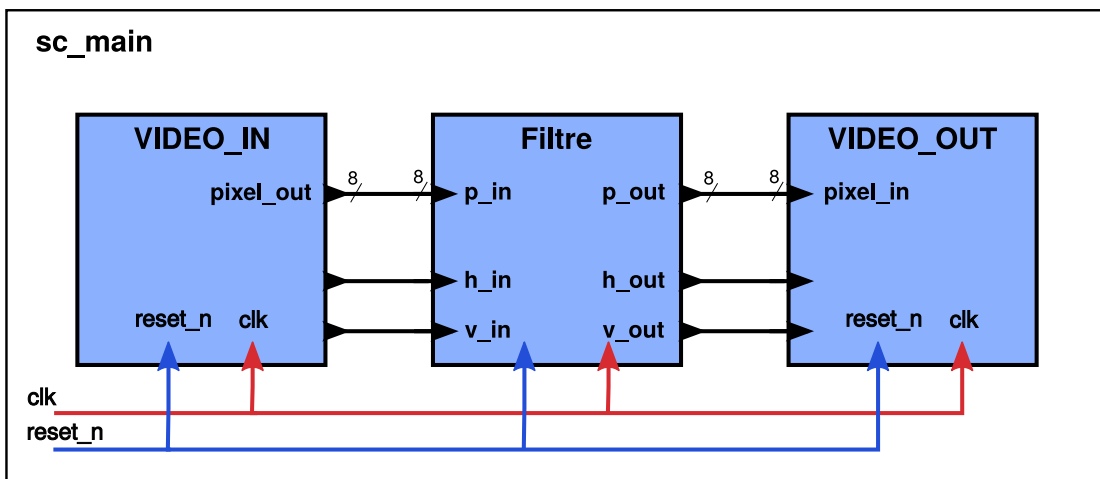 sc_main
VIDEO_IN
Filtre
VIDEO_OUT
pixel_out
8
8
p_in
p_out
8
8
pixel_in
h_in
h_out
reset_n
clk
v_in
v_out
reset_n
clk
clk
reset_n